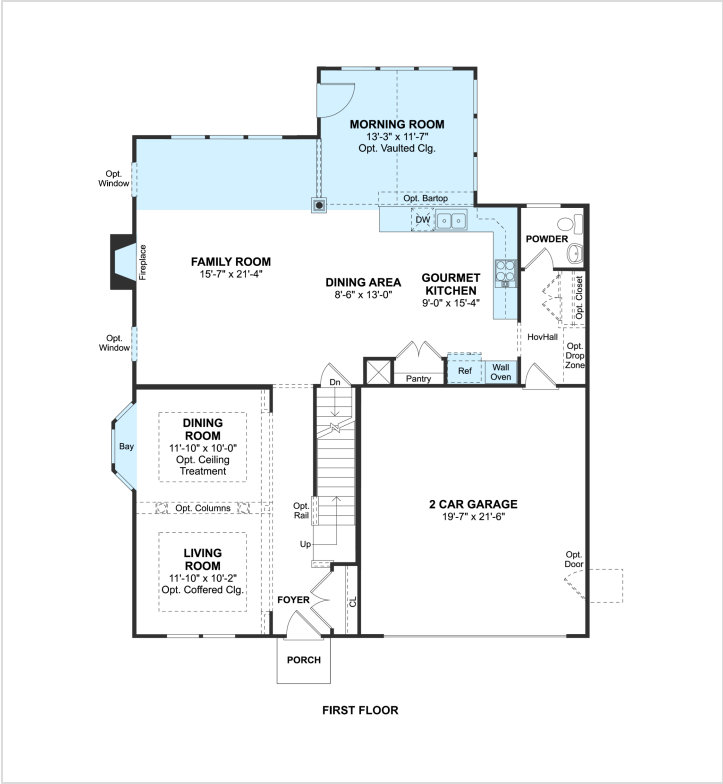 MORNING ROOM
13'-3" x 11'-7"
Opt. Vaulted Clg.
Opt.
Window
Opt. Bartop
DW
POWDER
Fireplace
FAMILY ROOM
15'-7" x 21'-4"
DINING AREA
8'-6" x 13'-0"
GOURMET
KITCHEN
9'-0" x 15'-4"
Opt. Closet
HovHall
Opt.
Window
Opt.
Drop
Zone
Dn
Pantry
Ref
Wall
Oven
DINING
ROOM
11'-10" x 10'-0"
Opt. Ceiling
Treatment
Bay
Opt. Columns
Opt.
Rail
Up
2 CAR GARAGE
19'-7" x 21'-6"
LIVING
ROOM
11'-10" x 10'-2"
Opt. Coffered Clg.
Opt.
Door
FOYER
CL
PORCH
FIRST FLOOR